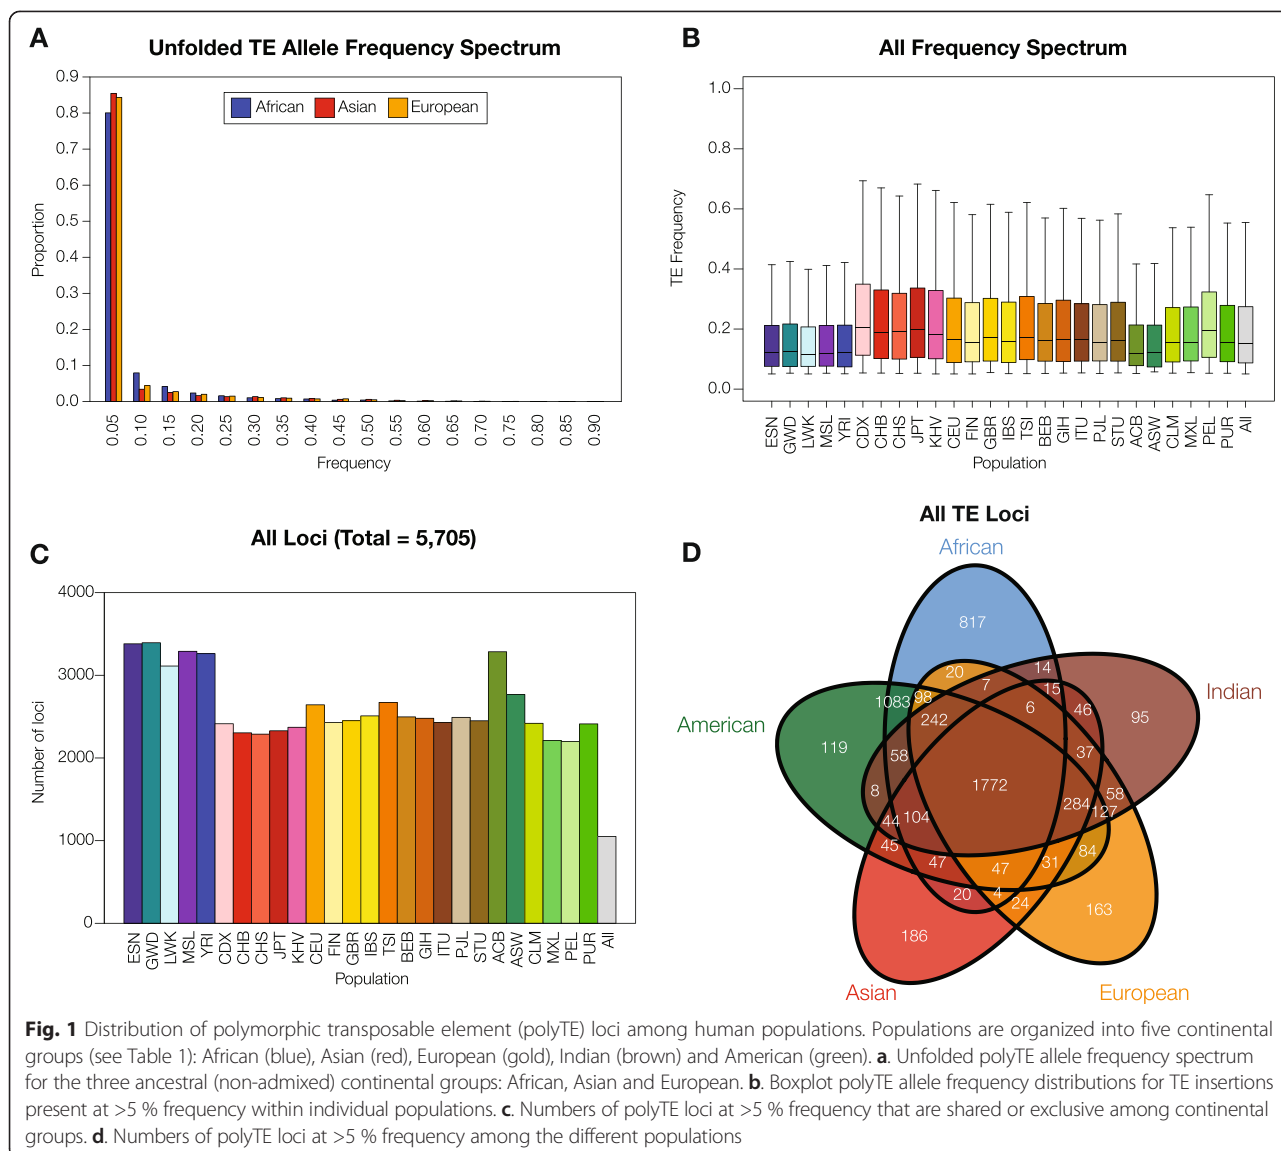 A
Unfolded TE Allele Frequency Spectrum
African
Asian
European
0.9
0.8
0.7
0.6
0.5
0.4
0.3
0.2
0.1
0.0
Proportion
0.05
0.10
0.15
0.20
0.25
0.30
0.35
0.40
0.45
0.50
0.55
0.60
0.65
0.70
0.75
0.80
0.85
0.90
Frequency
B
All Frequency Spectrum
1.0
0.8
0.6
0.4
0.2
0.0
TE Frequency
ESN
GWD
LWK
MSL
YRI
CDX
CHB
CHS
JPT
KHV
CEU
FIN
GBR
IBS
TSI
BEB
GIH
ITU
PJL
STU
ACB
ASW
CLM
MXL
PEL
PUR
All
Population
C
All Loci (Total = 5,705)
4000
3000
2000
1000
0
Number of loci
ESN
GWD
LWK
MSL
YRI
CDX
CHB
CHS
JPT
KHV
CEU
FIN
GBR
IBS
TSI
BEB
GIH
ITU
PJL
STU
ACB
ASW
CLM
MXL
PEL
PUR
All
Population
D
All TE Loci
African
817
Indian
American
20
14
7
15
1083
98
6
46
95
242
119
58
37
8
1772
58
284
127
44
104
45
47
47
31
84
20
4
24
163
186
Asian
European
Fig. 1 Distribution of polymorphic transposable element (polyTE) loci among human populations. Populations are organized into five continental
groups (see Table 1): African (blue), Asian (red), European (gold), Indian (brown) and American (green). a. Unfolded polyTE allele frequency spectrum
for the three ancestral (non-admixed) continental groups: African, Asian and European. b. Boxplot polyTE allele frequency distributions for TE insertions
present at >5 % frequency within individual populations. c. Numbers of polyTE loci at >5 % frequency that are shared or exclusive among continental
groups. d. Numbers of polyTE loci at >5 % frequency among the different populations